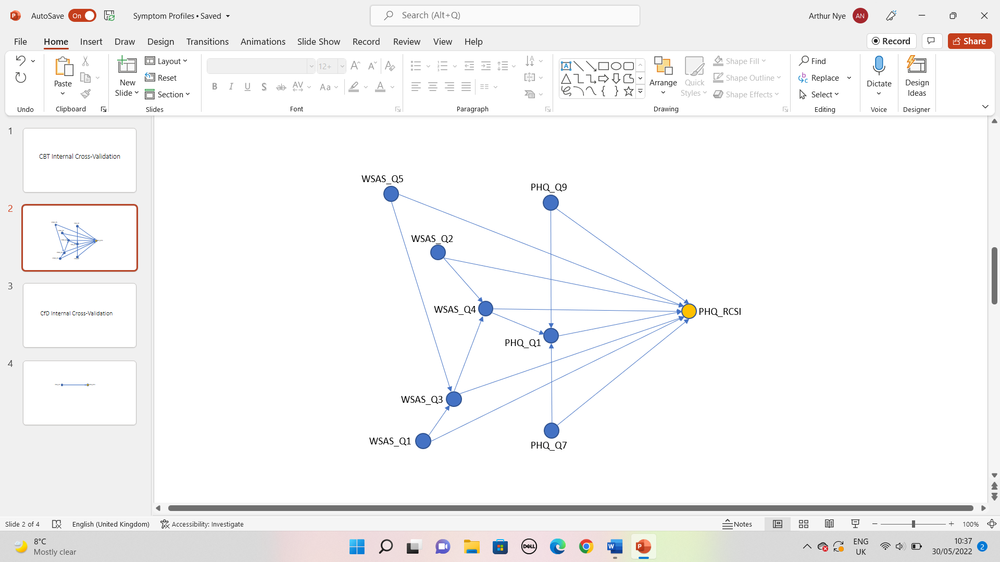 AutoSave On Symptom Profiles • Saved Search (Alt+Q) Arthur Nye AN
File Home Insert Draw Design Transitions Animations Slide Show Record Review View Help Record Share
Paste
New Slide
Layout
Reset
Section
12+
Aa
Arrange
Quick Styles
Shape Fill
Shape Outline
Shape Effects
Find
Replace
Select
Dictate
Design Ideas
Undo Clipboard Slides Font Paragraph Drawing Editing Voice Designer
1
CBT Internal Cross-Validation
2
3
CfD Internal Cross-Validation
4
WSAS_Q5
PHQ_Q9
WSAS_Q2
WSAS_Q4
PHQ_RCSI
PHQ_Q1
WSAS_Q3
WSAS_Q1
PHQ_Q7
Slide 2 of 4 English (United Kingdom) Accessibility: Investigate Notes 100%
8°C
Mostly clear
DELL
ENG
UK
10:37
30/05/2022
2